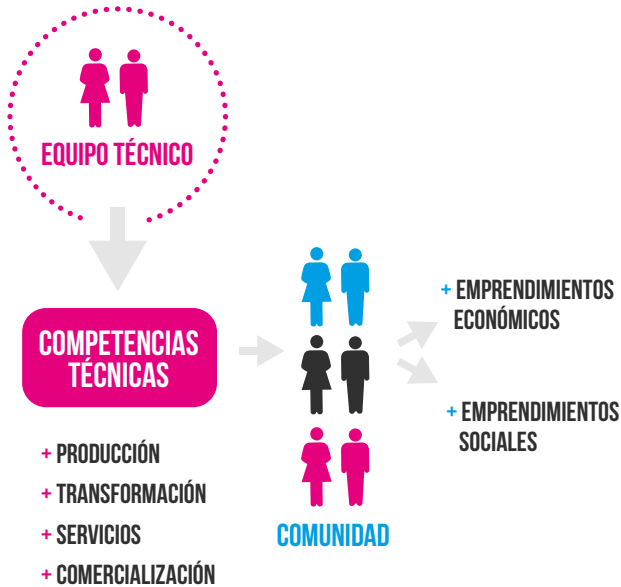 EQUIPO TÉCNICO
COMPETENCIAS
TÉCNICAS
+ PRODUCCIÓN
+ TRANSFORMACIÓN
+ SERVICIOS
+ COMERCIALIZACIÓN
COMUNIDAD
+ EMPRENDIMIENTOS
ECONÓMICOS
+ EMPRENDIMIENTOS
SOCIALES